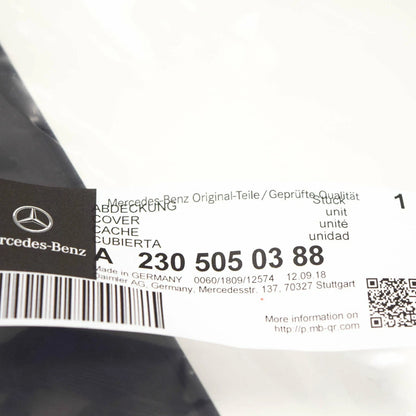 Mercedes-Benz Original-Teile/Geprüfte Qualität
ABDECKUNG
COVER
CACHE
CUBIERTA
Stück
unit
unité
unidad
1
rcedes-Benz
A 230 505 03 88
Made in GERMANY 0060/1809/12574 12.09.18
Daimler AG, Germany, Mercedesstr. 137, 70327 Stuttgart
More information on
http://p.mb-qr.com/